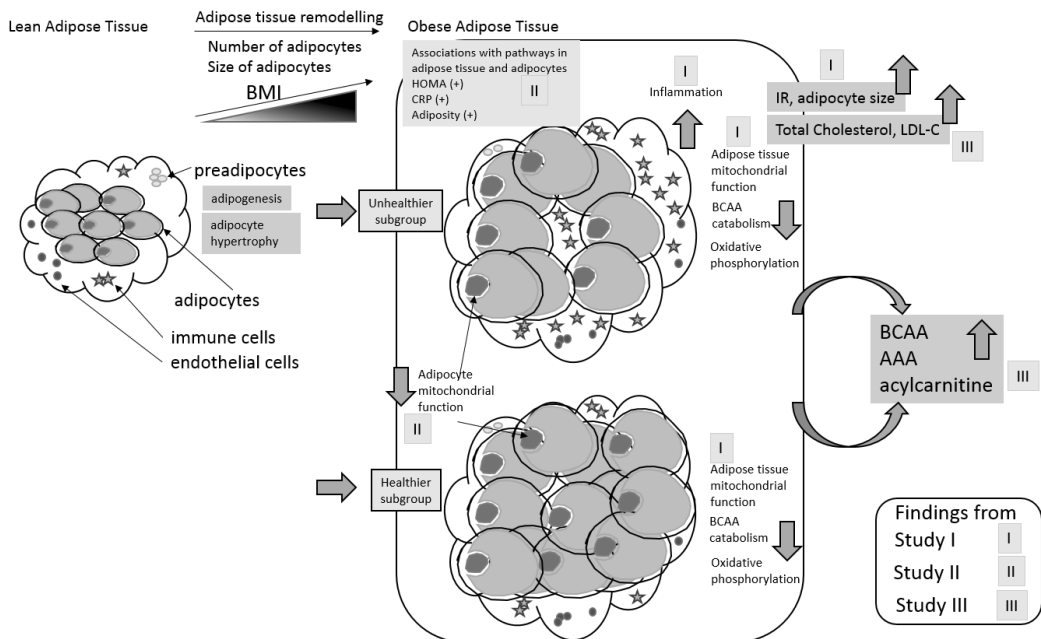 Lean Adipose Tissue
Adipose tissue remodelling
Number of adipocytes
Size of adipocytes
BMI
preadipocytes
adipogenesis
adipocyte
hypertrophy
adipocytes
immune cells
endothelial cells
Obese Adipose Tissue
Associations with pathways in
adipose tissue and adipocytes
HOMA (+)
CRP (+)
Adiposity (+)
II
I
Inflammation
I
IR, adipocyte size
Total Cholesterol, LDL-C
III
Unhealthier
subgroup
I
Adipose tissue
mitochondrial
function
BCAA
catabolism
Oxidative
phosphorylation
Adipocyte
mitochondrial
function
II
Healthier
subgroup
I
Adipose tissue
mitochondrial
function
BCAA
catabolism
Oxidative
phosphorylation
BCAA
AAA
acylcarnitine
III
Findings from
Study I I
Study II II
Study III III